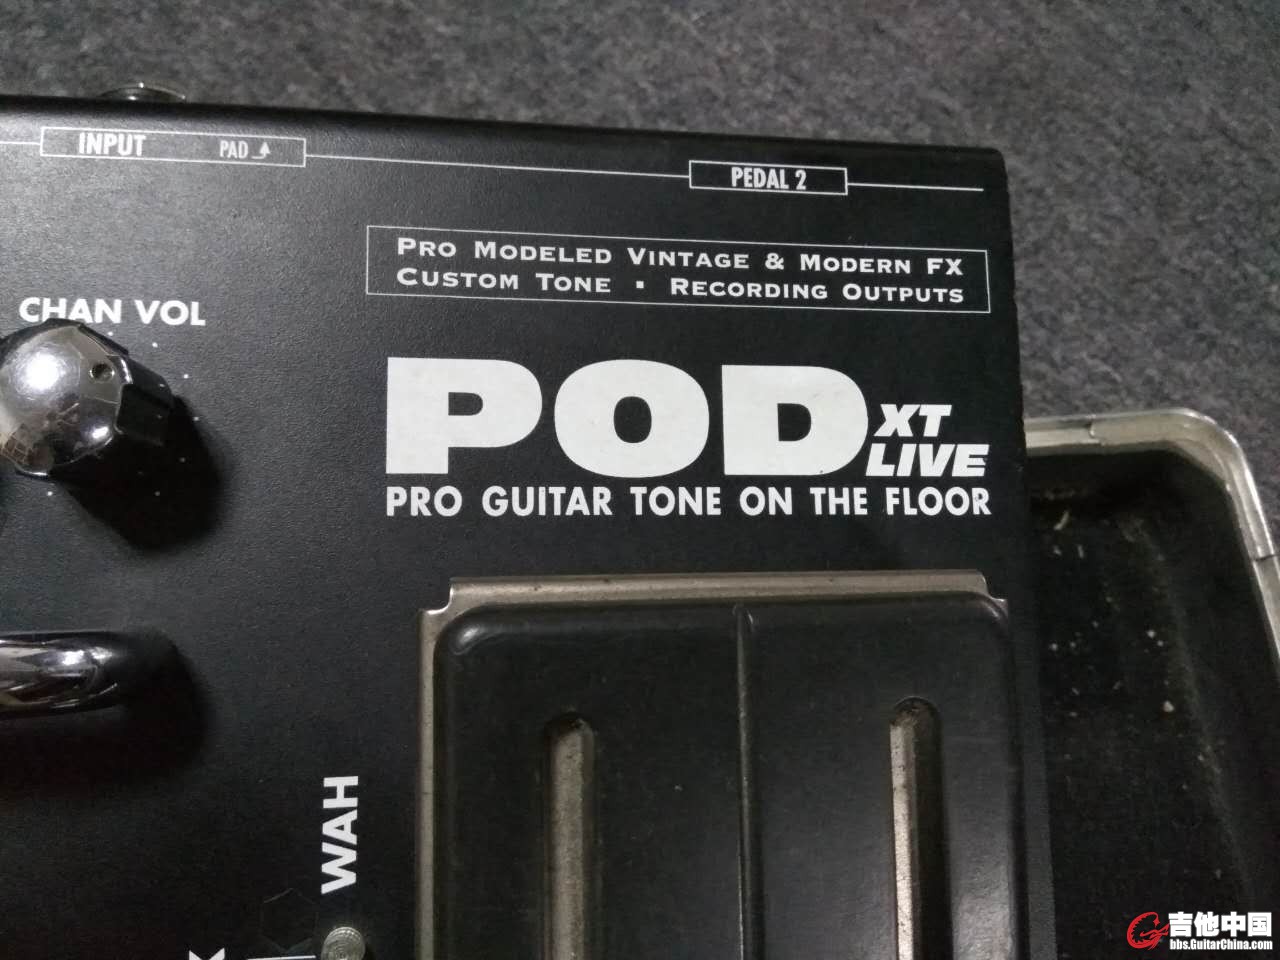 INPUT PAD
PEDAL 2
PRO MODELED VINTAGE & MODERN FX
CUSTOM TONE ▪ RECORDING OUTPUTS
CHAN VOL
POD XT LIVE
PRO GUITAR TONE ON THE FLOOR
WAH
吉他中国
bbs.GuitarChina.com